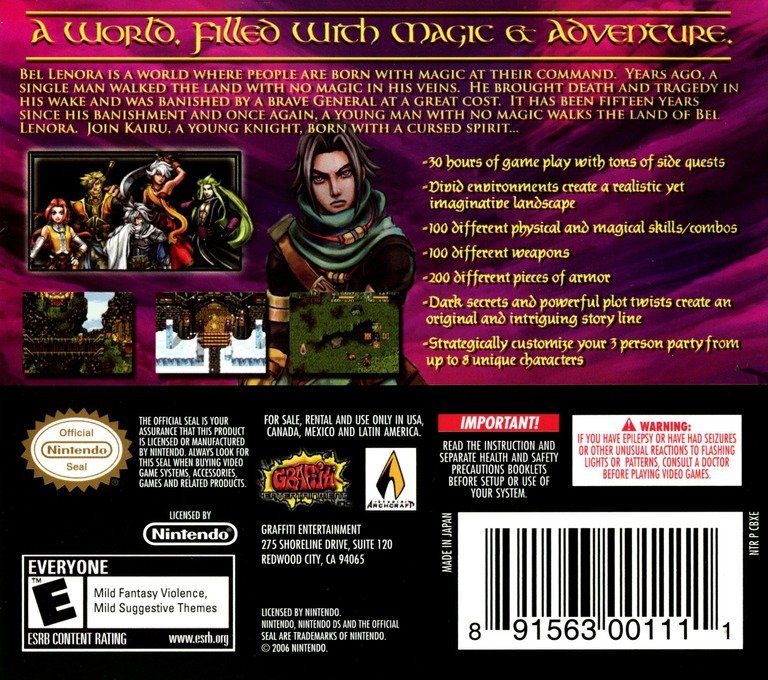 A World, Filled With Magic & Adventure.
Bel Lenora is a world where people are born with magic at their command. Years ago, a
single man walked the land with no magic in his veins. He brought death and tragedy in
his wake and was banished by a brave General at a great cost. It has been fifteen years
since his banishment and once again, a young man with no magic walks the land of Bel
Lenora. Join Kairu, a young knight, born with a cursed spirit...
-30 hours of game play with tons of side quests
-Vivid environments create a realistic yet
imaginative landscape
-100 different physical and magical skills/combos
-100 different weapons
-200 different pieces of armor
-Dark secrets and powerful plot twists create an
original and intriguing story line
-Strategically customize your 3 person party from
up to 8 unique characters
Official
Nintendo
Seal
®
THE OFFICIAL SEAL IS YOUR
ASSURANCE THAT THIS PRODUCT
IS LICENSED OR MANUFACTURED
BY NINTENDO. ALWAYS LOOK FOR
THIS SEAL WHEN BUYING VIDEO
GAME SYSTEMS, ACCESSORIES,
GAMES AND RELATED PRODUCTS.
LICENSED BY
Nintendo®
EVERYONE
E™
Mild Fantasy Violence,
Mild Suggestive Themes
ESRB CONTENT RATING www.esrb.org
FOR SALE, RENTAL AND USE ONLY IN USA,
CANADA, MEXICO AND LATIN AMERICA.
Graffiti
ENTERTAINMENT
ARCHCRAFT
GRAFFITI ENTERTAINMENT
275 SHORELINE DRIVE, SUITE 120
REDWOOD CITY, CA 94065
LICENSED BY NINTENDO.
NINTENDO, NINTENDO DS AND THE OFFICIAL
SEAL ARE TRADEMARKS OF NINTENDO.
© 2006 NINTENDO.
IMPORTANT!
READ THE INSTRUCTION AND
SEPARATE HEALTH AND SAFETY
PRECAUTIONS BOOKLETS
BEFORE SETUP OR USE OF
YOUR SYSTEM.
WARNING:
IF YOU HAVE EPILEPSY OR HAVE HAD SEIZURES
OR OTHER UNUSUAL REACTIONS TO FLASHING
LIGHTS OR PATTERNS, CONSULT A DOCTOR
BEFORE PLAYING VIDEO GAMES.
MADE IN JAPAN
8 91563 00111 1
NTR P CBXE